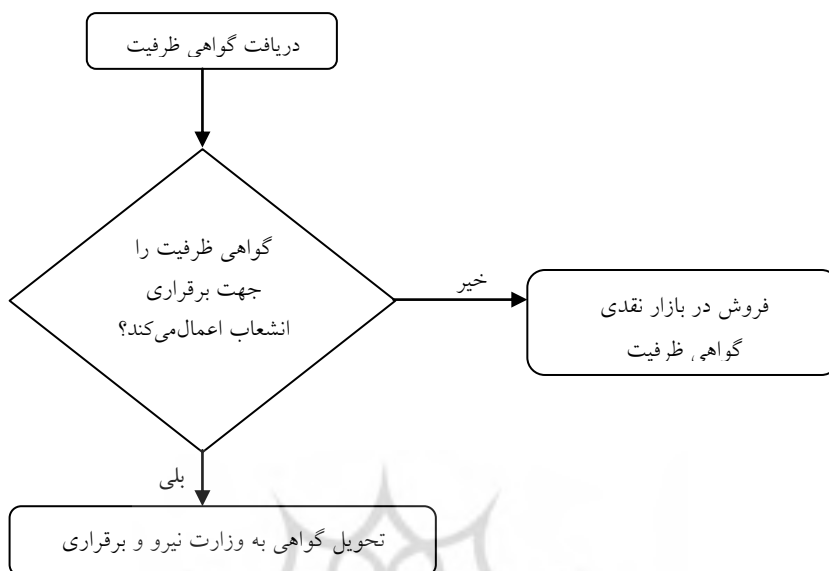 دریافت گواهی ظرفیت
گواهی ظرفیت را
جهت برقراری
انشعاب اعمال‌می‌کند؟
خیر
فروش در بازار نقدی
گواهی ظرفیت
بلی
تحویل گواهی به وزارت نیرو و برقراری